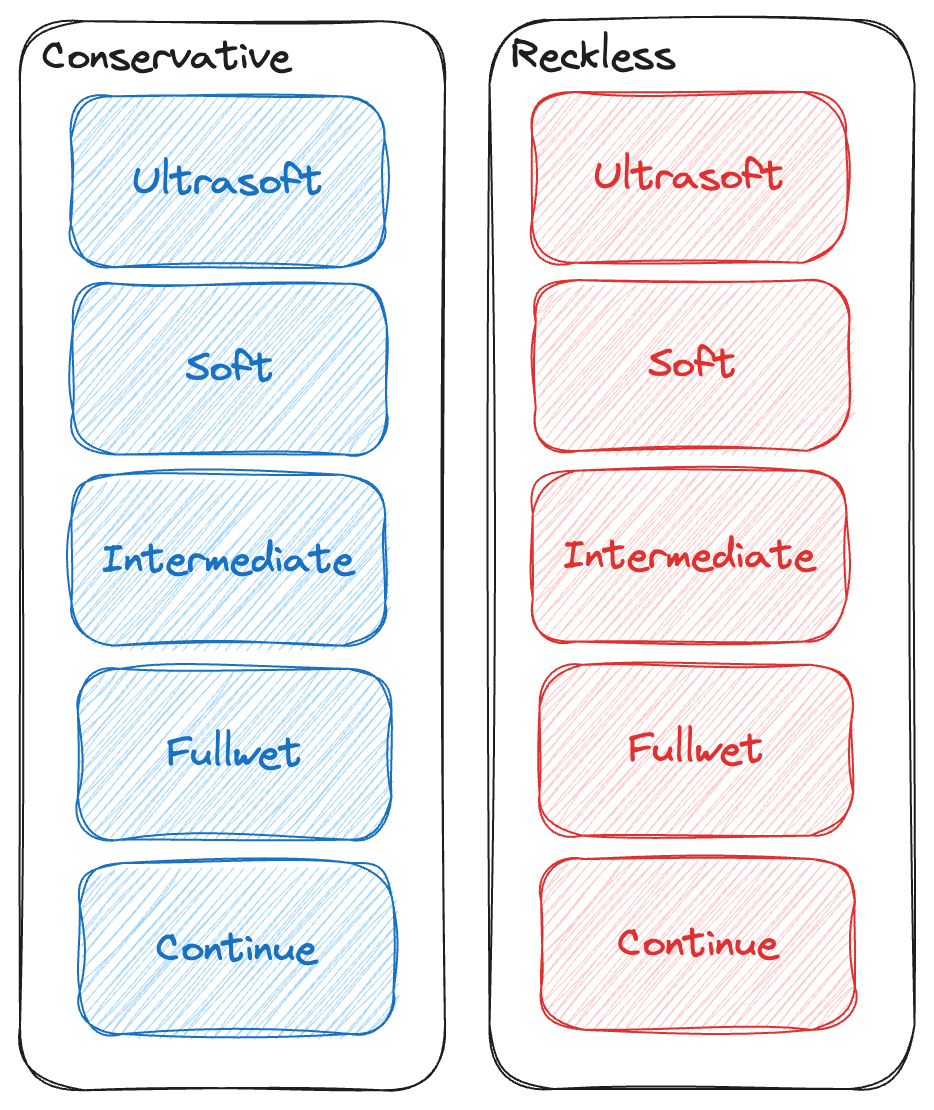 Conservative
Ultrasoft
Soft
Intermediate
Fullwet
Continue
Reckless
Ultrasoft
Soft
Intermediate
Fullwet
Continue